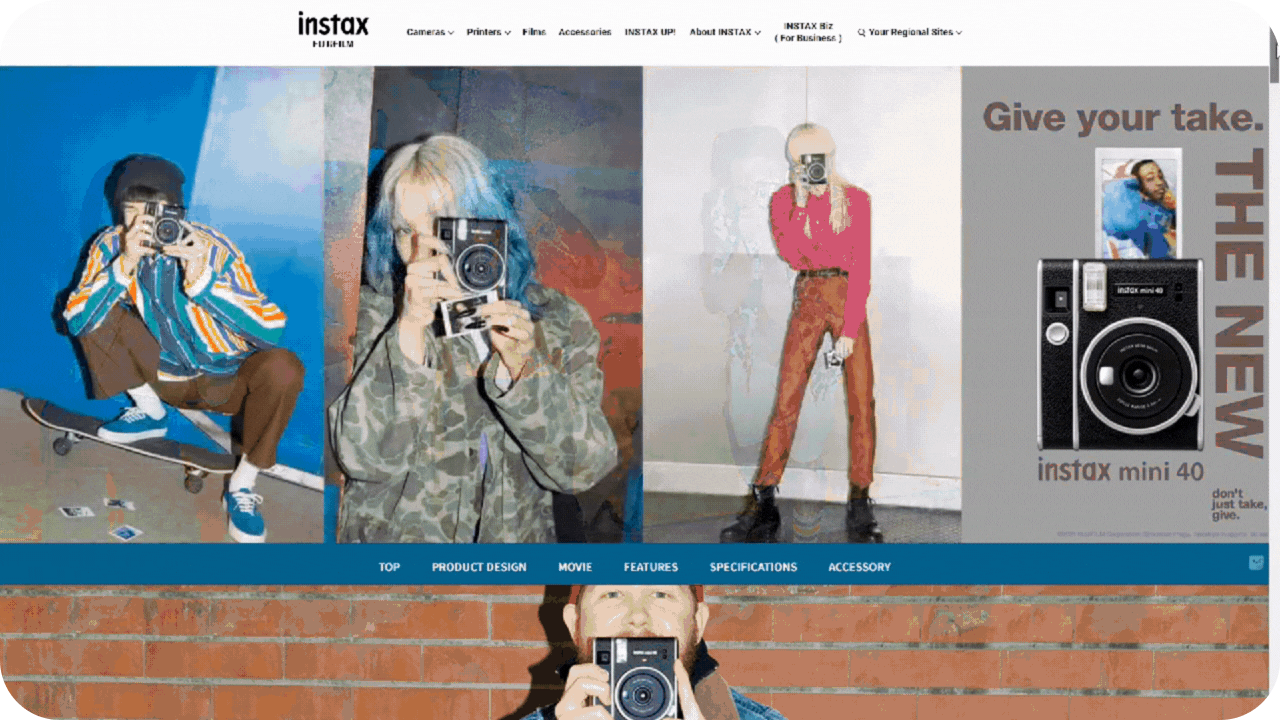 instax
FUJIFILM
Cameras
Printers
Films
Accessories
INSTAX UP!
About INSTAX
INSTAX Biz
( For Business )
Your Regional Sites
Give your take.
THE NEW
instax mini 40
instax mini 40
don't
just take,
give.
TOP
PRODUCT DESIGN
MOVIE
FEATURES
SPECIFICATIONS
ACCESSORY